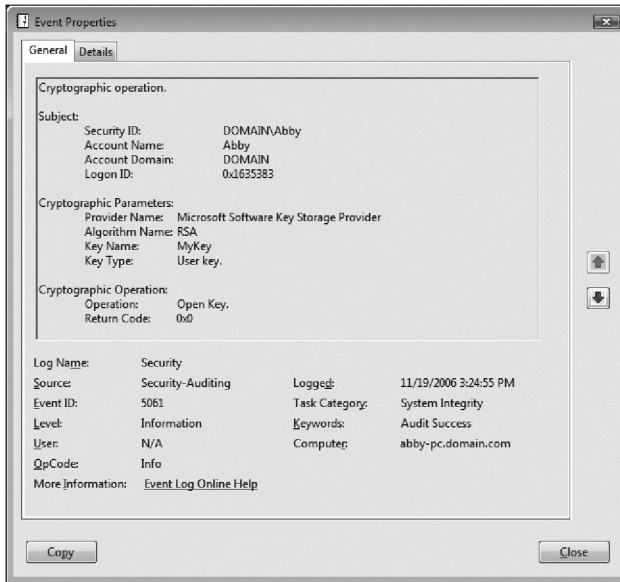 Event Properties
General Details
Cryptographic operation.
Subject:
Security ID: DOMAIN\Abby
Account Name: Abby
Account Domain: DOMAIN
Logon ID: 0x1635383
Cryptographic Parameters:
Provider Name: Microsoft Software Key Storage Provider
Algorithm Name: RSA
Key Name: MyKey
Key Type: User key.
Cryptographic Operation:
Operation: Open Key.
Return Code: 0x0
Log Name: Security
Source: Security-Auditing Logged: 11/19/2006 3:24:55 PM
Event ID: 5061 Task Category: System Integrity
Level: Information Keywords: Audit Success
User: N/A Computer: abby-pc.domain.com
OpCode: Info
More Information: Event Log Online Help
Copy Close